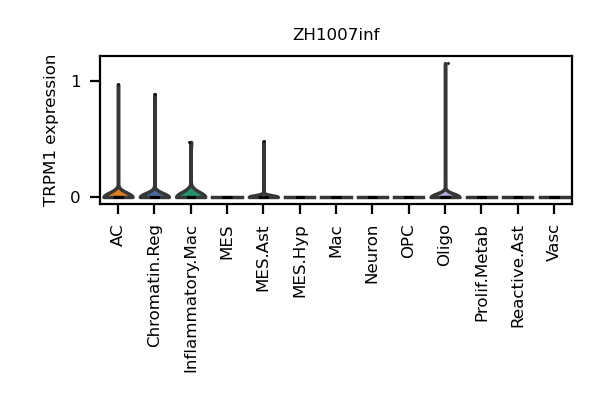 ZH1007inf
TRPM1 expression
1
0
AC
Chromatin.Reg
Inflammatory.Mac
MES
MES.Ast
MES.Hyp
Mac
Neuron
OPC
Oligo
Prolif.Metab
Reactive.Ast
Vasc